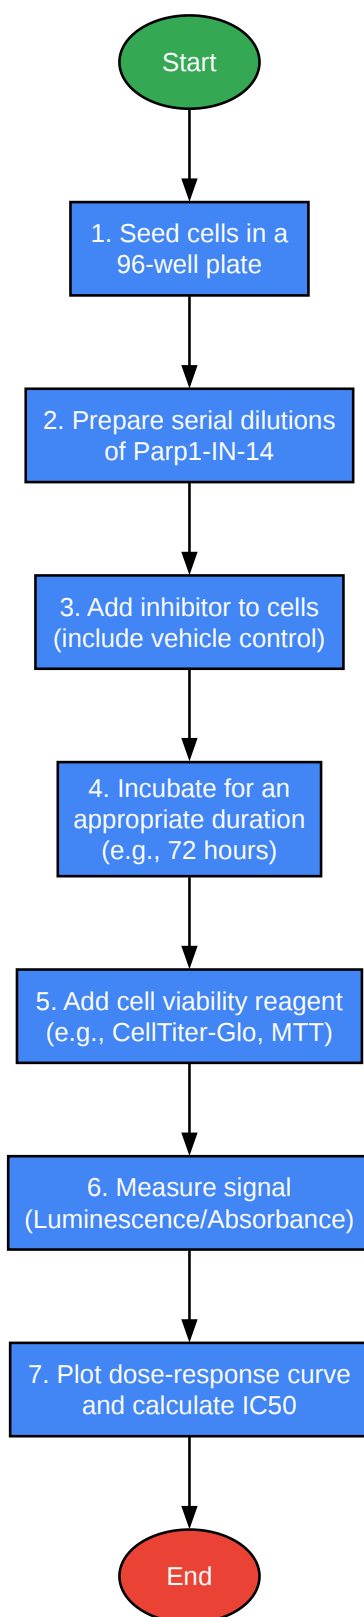 Start
1. Seed cells in a
96-well plate
2. Prepare serial dilutions
of Parp1-IN-14
3. Add inhibitor to cells
(include vehicle control)
4. Incubate for an
appropriate duration
(e.g., 72 hours)
5. Add cell viability reagent
(e.g., CellTiter-Glo, MTT)
6. Measure signal
(Luminescence/Absorbance)
7. Plot dose-response curve
and calculate IC50
End